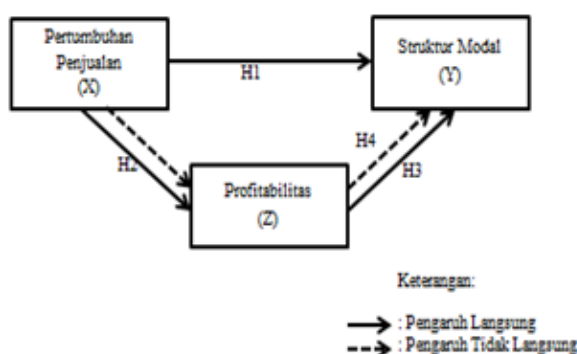 Pertumbuhan
Penjualan
(X)
H1
Struktur Modal
(Y)
H2
H4
H3
Profitabilitas
(Z)
Keterangan:
: Pengaruh Langsung
: Pengaruh Tidak Langsung